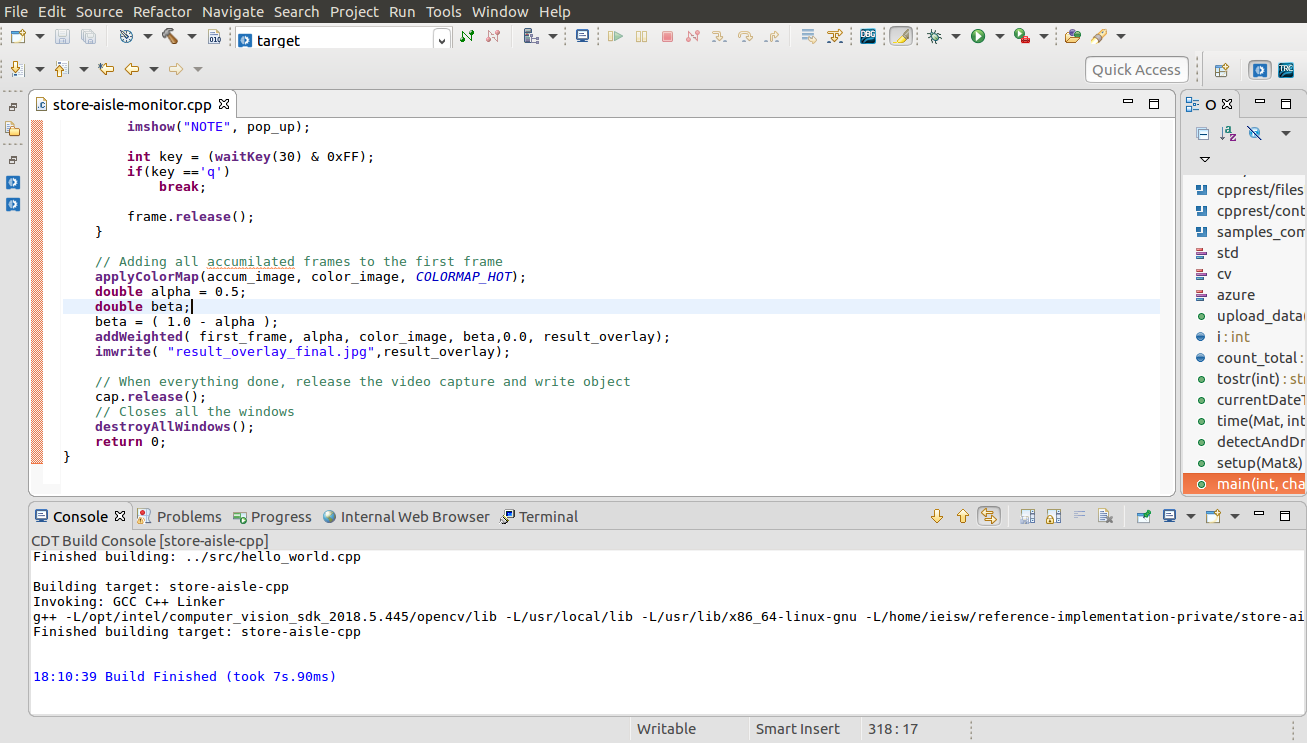 File Edit Source Refactor Navigate Search Project Run Tools Window Help
010 target DBG
Quick Access TRC
store-aisle-monitor.cpp
O
imshow("NOTE", pop_up);
int key = (waitKey(30) & 0xFF);
if(key =='q')
break;
frame.release();
}
// Adding all accumilated frames to the first frame
applyColorMap(accum_image, color_image, COLORMAP_HOT);
double alpha = 0.5;
double beta;
beta = ( 1.0 - alpha );
addWeighted( first_frame, alpha, color_image, beta,0.0, result_overlay);
imwrite( "result_overlay_final.jpg",result_overlay);
// When everything done, release the video capture and write object
cap.release();
// Closes all the windows
destroyAllWindows();
return 0;
}
cpprest/files
cpprest/cont
samples_com
std
cv
azure
upload_data(
i : int
count_total :
tostr(int) : str
currentDateT
time(Mat, int
detectAndDr
setup(Mat&)
main(int, cha
Console Problems Progress Internal Web Browser Terminal
CDT Build Console [store-aisle-cpp]
Finished building: ../src/hello_world.cpp
Building target: store-aisle-cpp
Invoking: GCC C++ Linker
g++ -L/opt/intel/computer_vision_sdk_2018.5.445/opencv/lib -L/usr/local/lib -L/usr/lib/x86_64-linux-gnu -L/home/ieisw/reference-implementation-private/store-ai
Finished building target: store-aisle-cpp
18:10:39 Build Finished (took 7s.90ms)
Writable Smart Insert 318 : 17